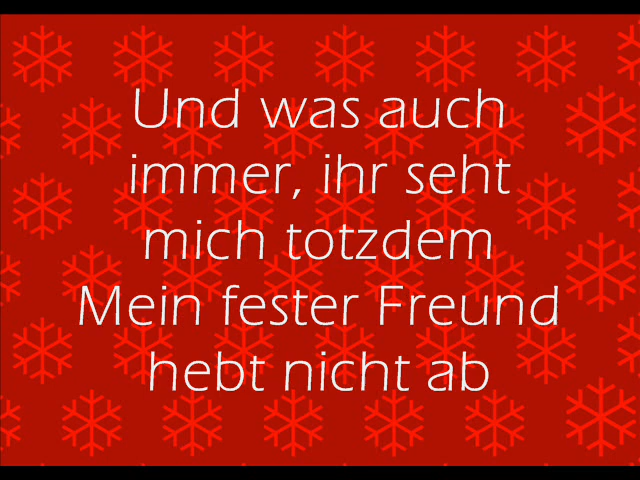 Und was auch
immer, ihr seht
mich totzdem
Mein fester Freund
hebt nicht ab